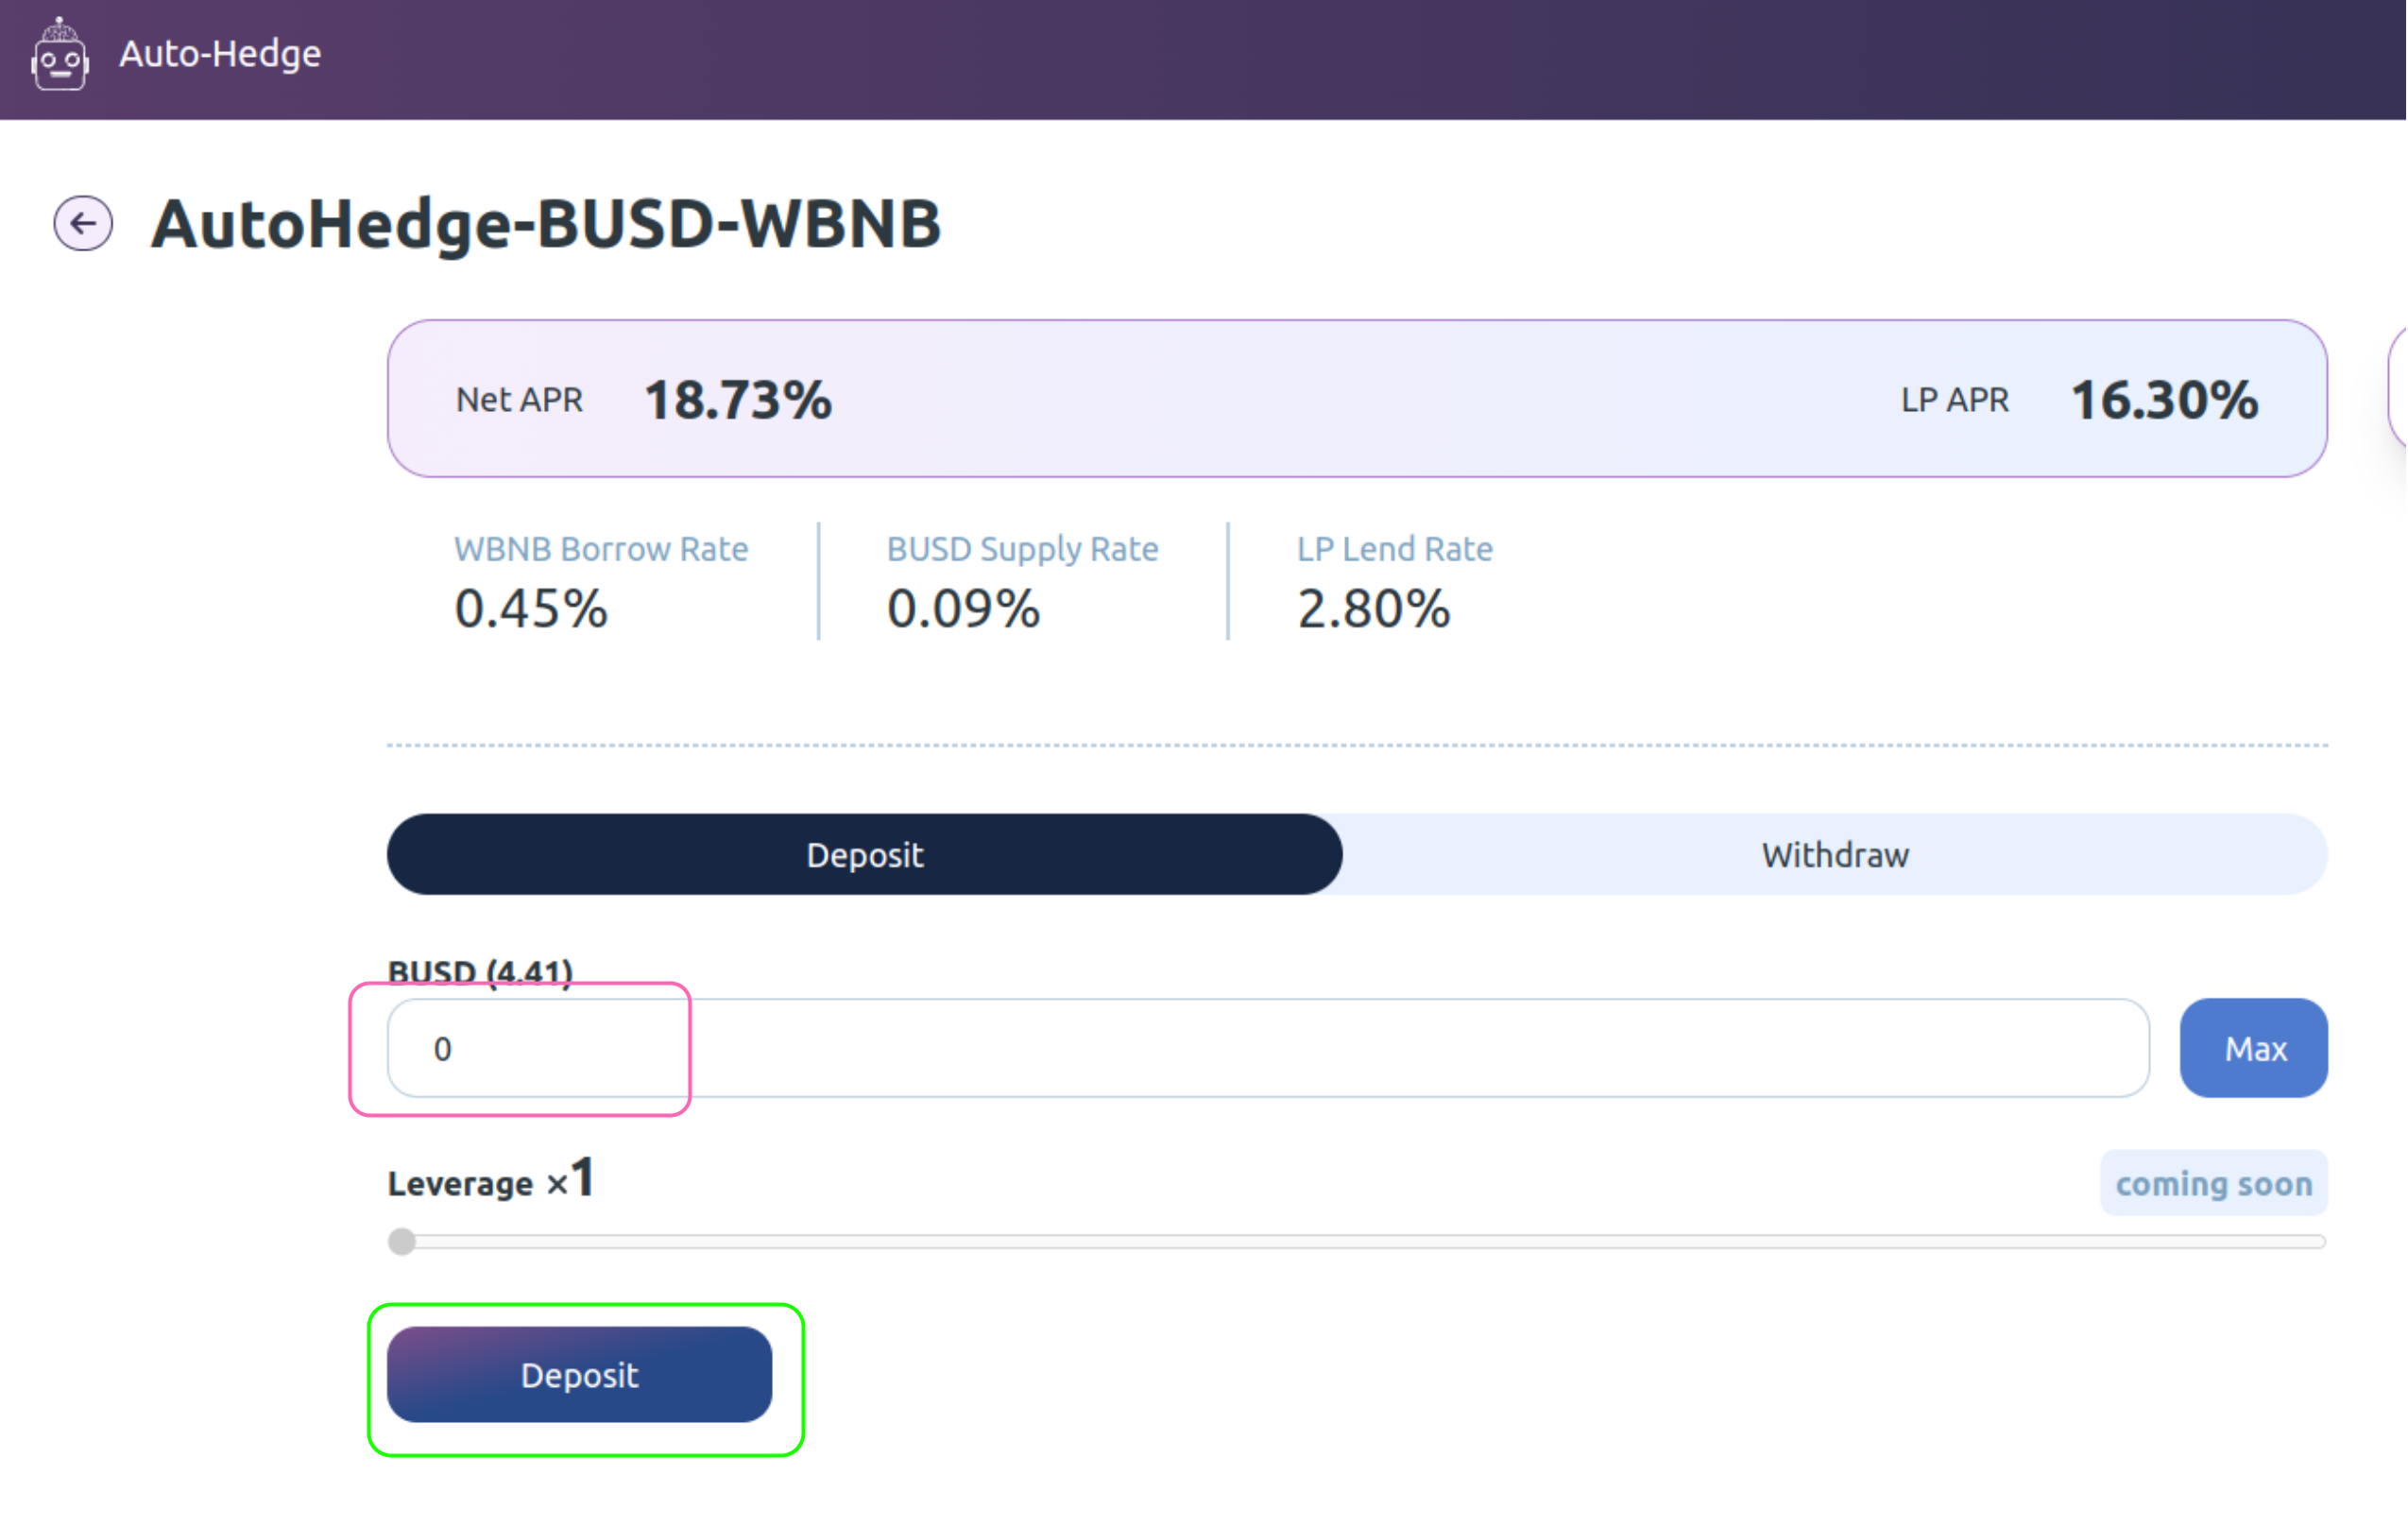 Auto-Hedge
AutoHedge-BUSD-WBNB
Net APR 18.73% LP APR 16.30%
WBNB Borrow Rate BUSD Supply Rate LP Lend Rate
0.45% 0.09% 2.80%
Deposit Withdraw
BUSD (4.41)
0 Max
Leverage ×1 coming soon
Deposit